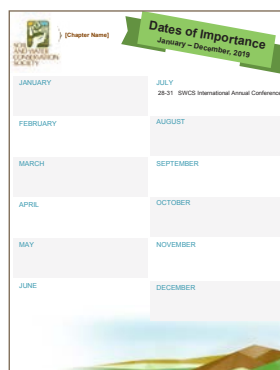 SOIL
AND WATER
CONSERVATION
SOCIETY
[Chapter Name]
Dates of Importance
January – December, 2019
JANUARY
FEBRUARY
MARCH
APRIL
MAY
JUNE
JULY
28-31 SWCS International Annual Conference
AUGUST
SEPTEMBER
OCTOBER
NOVEMBER
DECEMBER